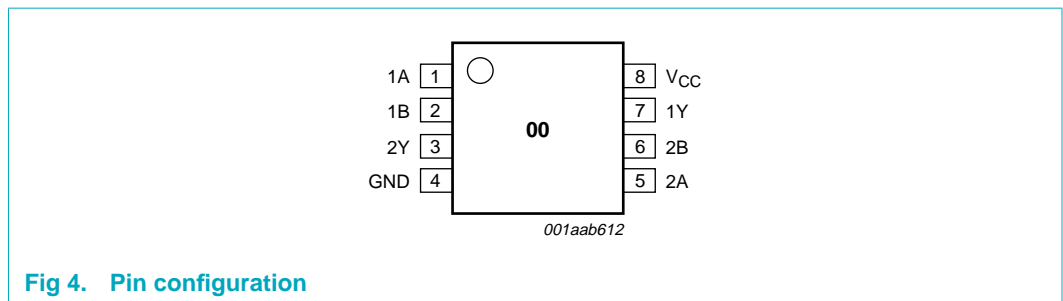 1A 1 8 VCC
1B 2 7 1Y
00
2Y 3 6 2B
GND 4 5 2A
001aab612
Fig 4. Pin configuration